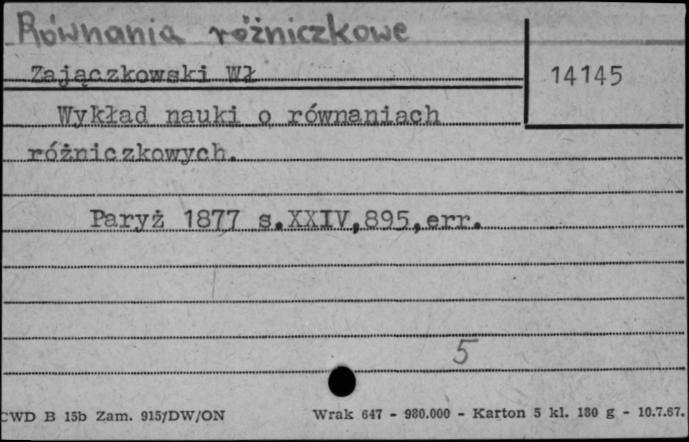 Równania różniczkowe
Zajączkowski Wł
14145
Wykład nauki o równaniach
różniczkowych.
Paryż 1877 s.XXIV,895,err.
5
CWD B 15b Zam. 915/DW/ON
Wrak 647 - 980.000 - Karton 5 kl. 180 g - 10.7.67.